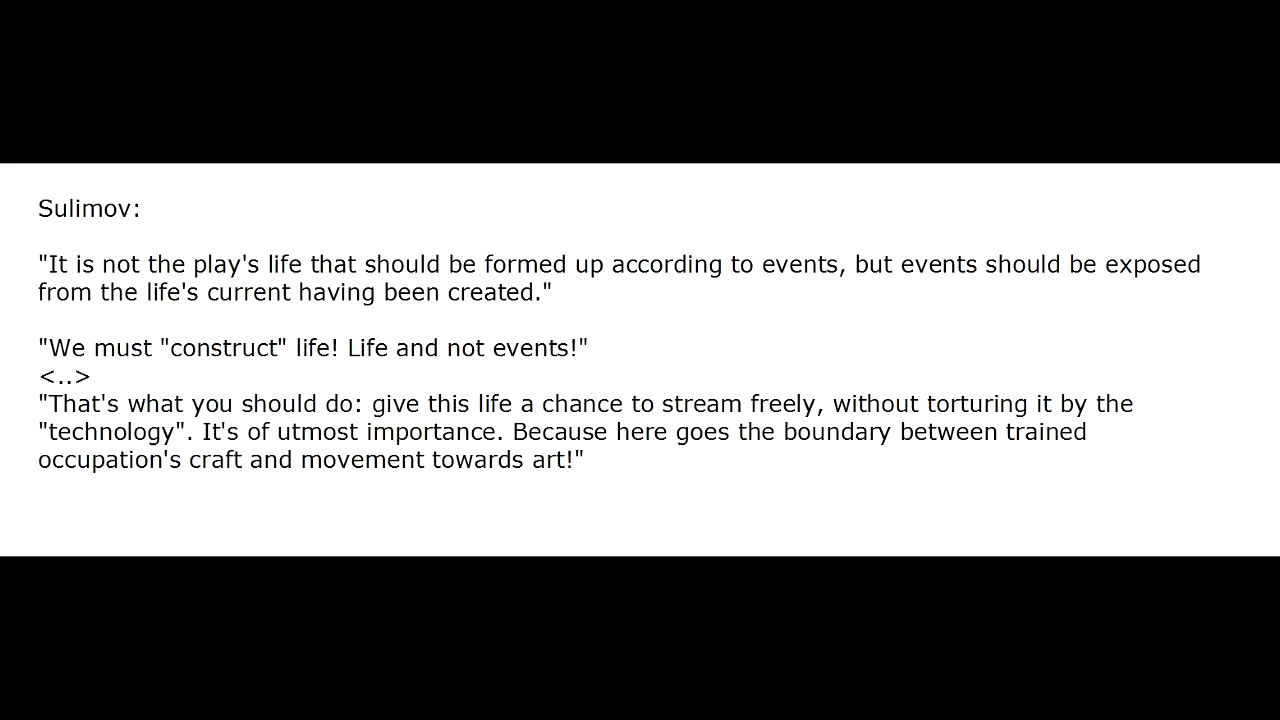 Sulimov:
"It is not the play's life that should be formed up according to events, but events should be exposed
from the life's current having been created."
"We must "construct" life! Life and not events!"
<..>
"That's what you should do: give this life a chance to stream freely, without torturing it by the
"technology". It's of utmost importance. Because here goes the boundary between trained
occupation's craft and movement towards art!"